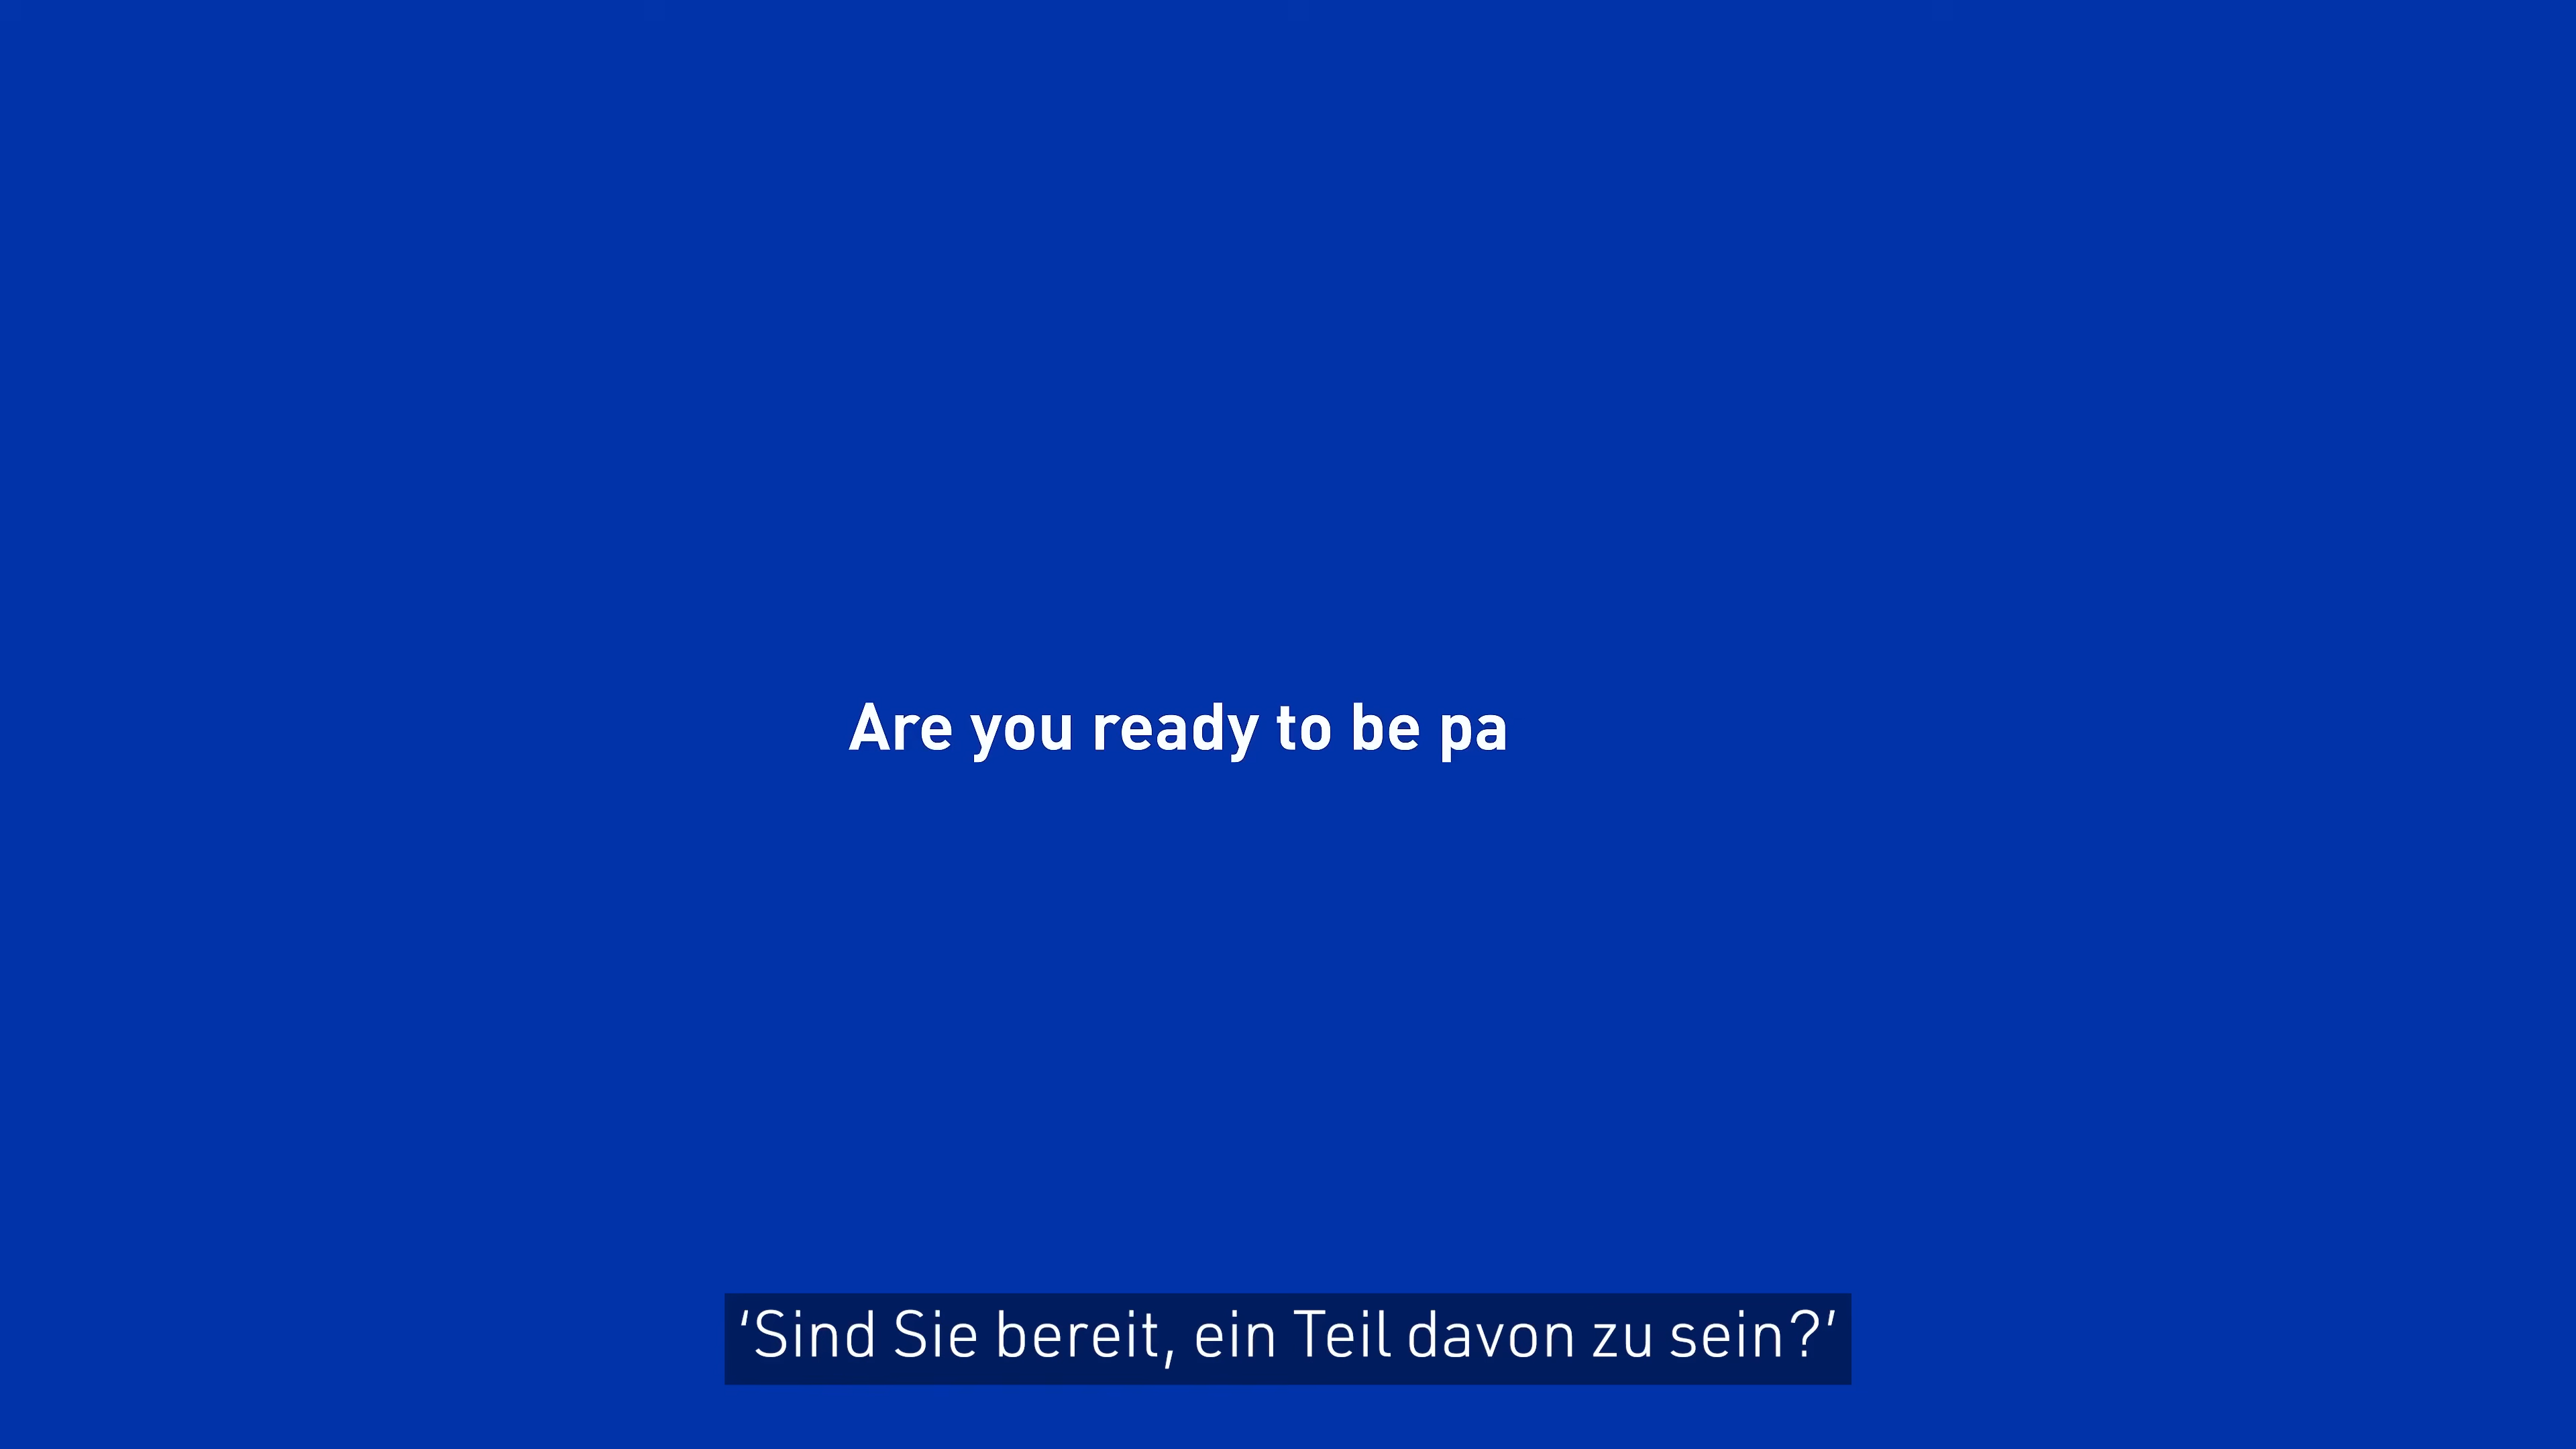 Are you ready to be pa
‘Sind Sie bereit, ein Teil davon zu sein?’